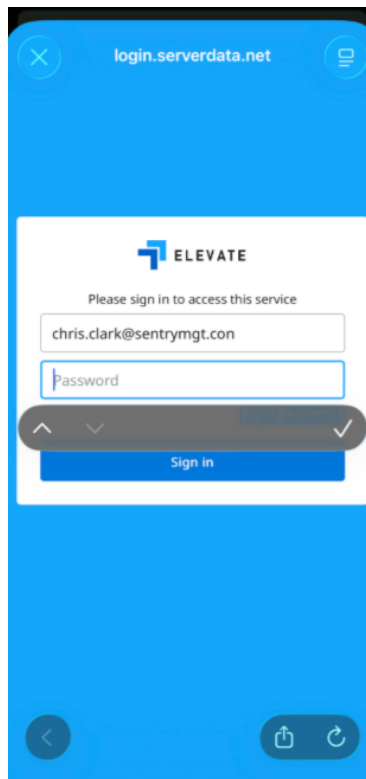 login.serverdata.net
ELEVATE
Please sign in to access this service
chris.clark@sentrymgt.con
Password
Sign in